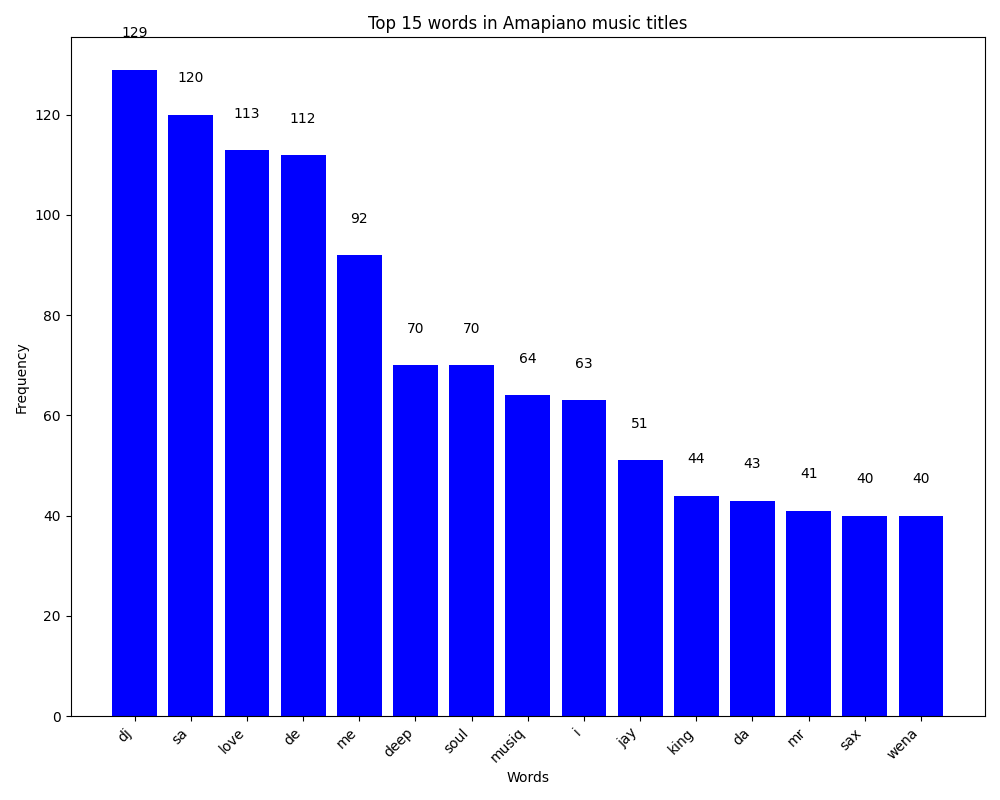 Top 15 words in Amapiano music titles
129
120
113
112
92
70
70
64
63
51
44
43
41
40
40
120
100
80
60
40
20
0
Frequency
dj
sa
love
de
me
deep
soul
musiq
i
jay
king
da
mr
sax
wena
Words